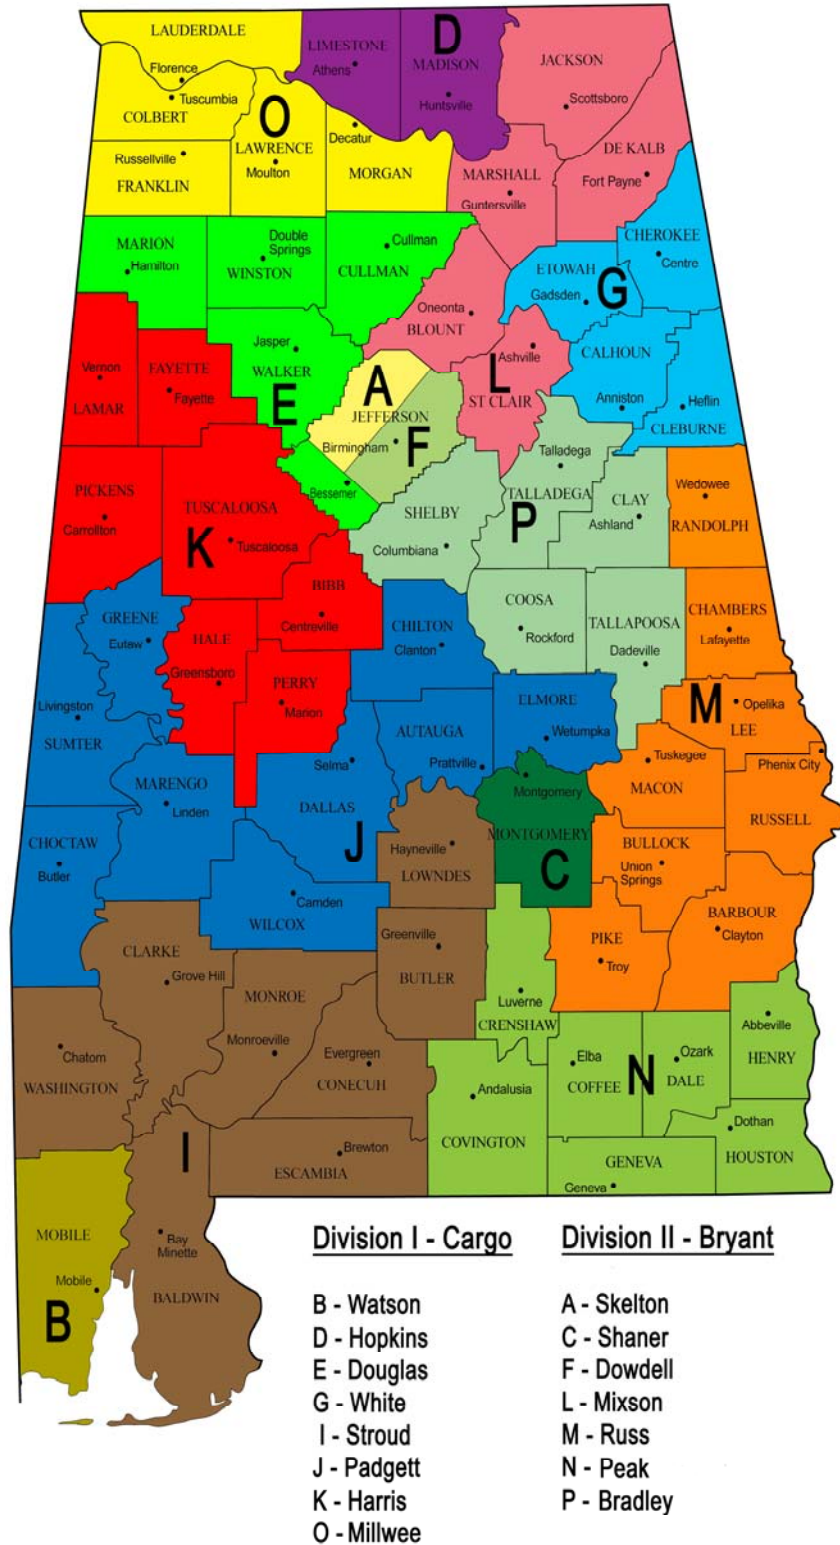 LAUDERDALE
Florence
Tuscumbia
COLBERT
LIMESTONE
Athens
D
MADISON
Huntsville
JACKSON
Scottsboro
O
LAWRENCE
Moulton
Decatur
MORGAN
Russellville
FRANKLIN
MARSHALL
Guntersville
DE KALB
Fort Payne
MARION
Hamilton
Double
Springs
WINSTON
Cullman
CULLMAN
CHEROKEE
Centre
ETOWAH
Gadsden
G
Oneonta
BLOUNT
Vernon
LAMAR
FAYETTE
Fayette
Jasper
WALKER
E
A
JEFFERSON
Birmingham
F
Bessemer
Ashville
L
ST CLAIR
CALHOUN
Anniston
Heflin
CLEBURNE
PICKENS
Carrollton
TUSCALOOSA
K
Tuscaloosa
SHELBY
Columbiana
Talladega
TALLADEGA
P
CLAY
Ashland
Wedowee
RANDOLPH
BIBB
Centreville
GREENE
Eutaw
HALE
Greensboro
PERRY
Marion
CHILTON
Clanton
COOSA
Rockford
TALLAPOOSA
Dadeville
CHAMBERS
Lafayette
Livingston
SUMTER
MARENGO
Linden
Selma
DALLAS
J
AUTAUGA
Prattville
ELMORE
Wetumpka
M
Opelika
LEE
Tuskegee
MACON
Phenix City
RUSSELL
CHOCTAW
Butler
Camden
WILCOX
Hayneville
LOWNDES
Montgomery
MONTGOMERY
C
BULLOCK
Union
Springs
BARBOUR
Clayton
PIKE
Troy
CLARKE
Grove Hill
MONROE
Monroeville
Greenville
BUTLER
Luverne
CRENSHAW
Chatom
WASHINGTON
Evergreen
CONECUH
Andalusia
COVINGTON
Elba
COFFEE
N
Ozark
DALE
Abbeville
HENRY
Dothan
HOUSTON
GENEVA
Geneva
I
Brewton
ESCAMBIA
MOBILE
Mobile
B
Bay
Minette
BALDWIN
Division I - Cargo
B - Watson
D - Hopkins
E - Douglas
G - White
I - Stroud
J - Padgett
K - Harris
O - Millwee
Division II - Bryant
A - Skelton
C - Shaner
F - Dowdell
L - Mixson
M - Russ
N - Peak
P - Bradley